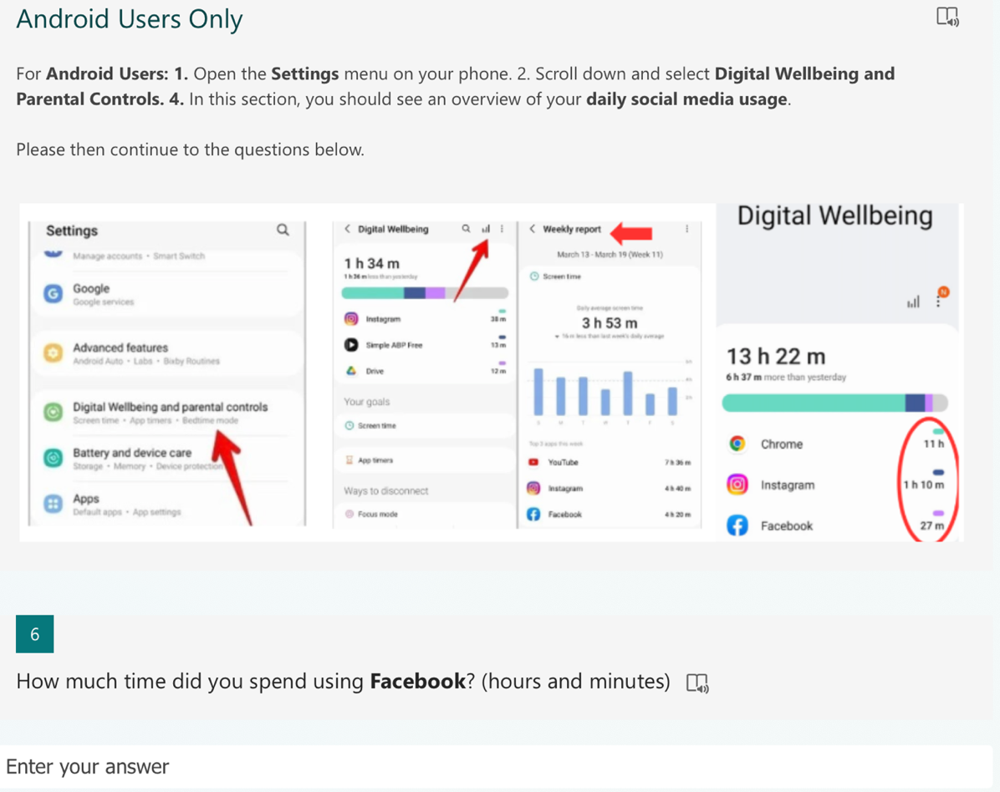 Android Users Only
For Android Users: 1. Open the Settings menu on your phone. 2. Scroll down and select Digital Wellbeing and
Parental Controls. 4. In this section, you should see an overview of your daily social media usage.
Please then continue to the questions below.
Settings
Manage accounts • Smart Switch
Google
Google services
Advanced features
Android Auto • Labs • Bixby Routines
Digital Wellbeing and parental controls
Screen time • App timers • Bedtime mode
Battery and device care
Storage • Memory • Device protection
Apps
Default apps • App settings
Digital Wellbeing
1 h 34 m
1 h 36 m less than yesterday
Instagram 38 m
Simple ABP Free 13 m
Drive 12 m
Your goals
Screen time
App timers
Ways to disconnect
Focus mode
Weekly report
March 13 - March 19 (Week 11)
Screen time
Daily average screen time
3 h 53 m
16 m less than last week's daily average
S M T W T F S
Top 3 apps this week
YouTube 7 h 36 m
Instagram 4 h 40 m
Facebook 4 h 20 m
Digital Wellbeing
N
13 h 22 m
6 h 37 m more than yesterday
Chrome 11 h
Instagram 1 h 10 m
Facebook 27 m
6
How much time did you spend using Facebook? (hours and minutes)
Enter your answer